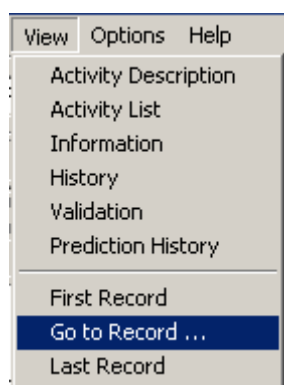 View Options Help
Activity Description
Activity List
Information
History
Validation
Prediction History
First Record
Go to Record ...
Last Record